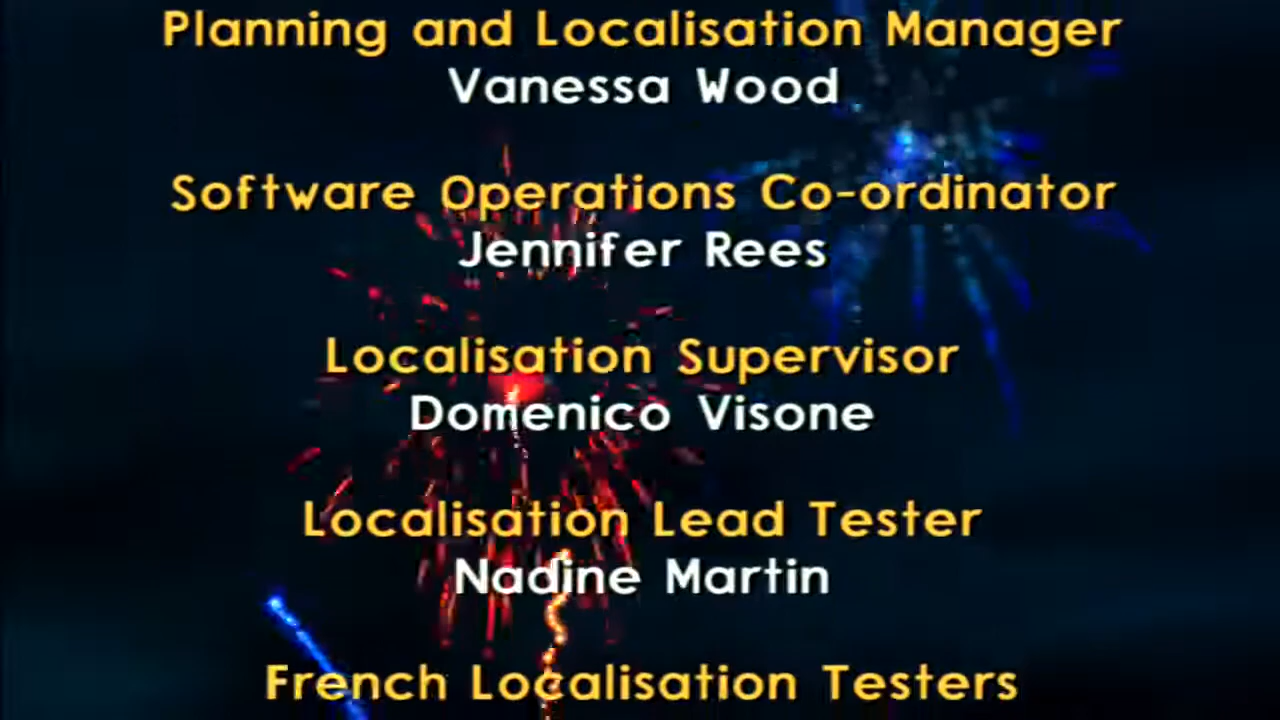 Planning and Localisation Manager
Vanessa Wood
Software Operations Co-ordinator
Jennifer Rees
Localisation Supervisor
Domenico Visone
Localisation Lead Tester
Nadine Martin
French Localisation Testers